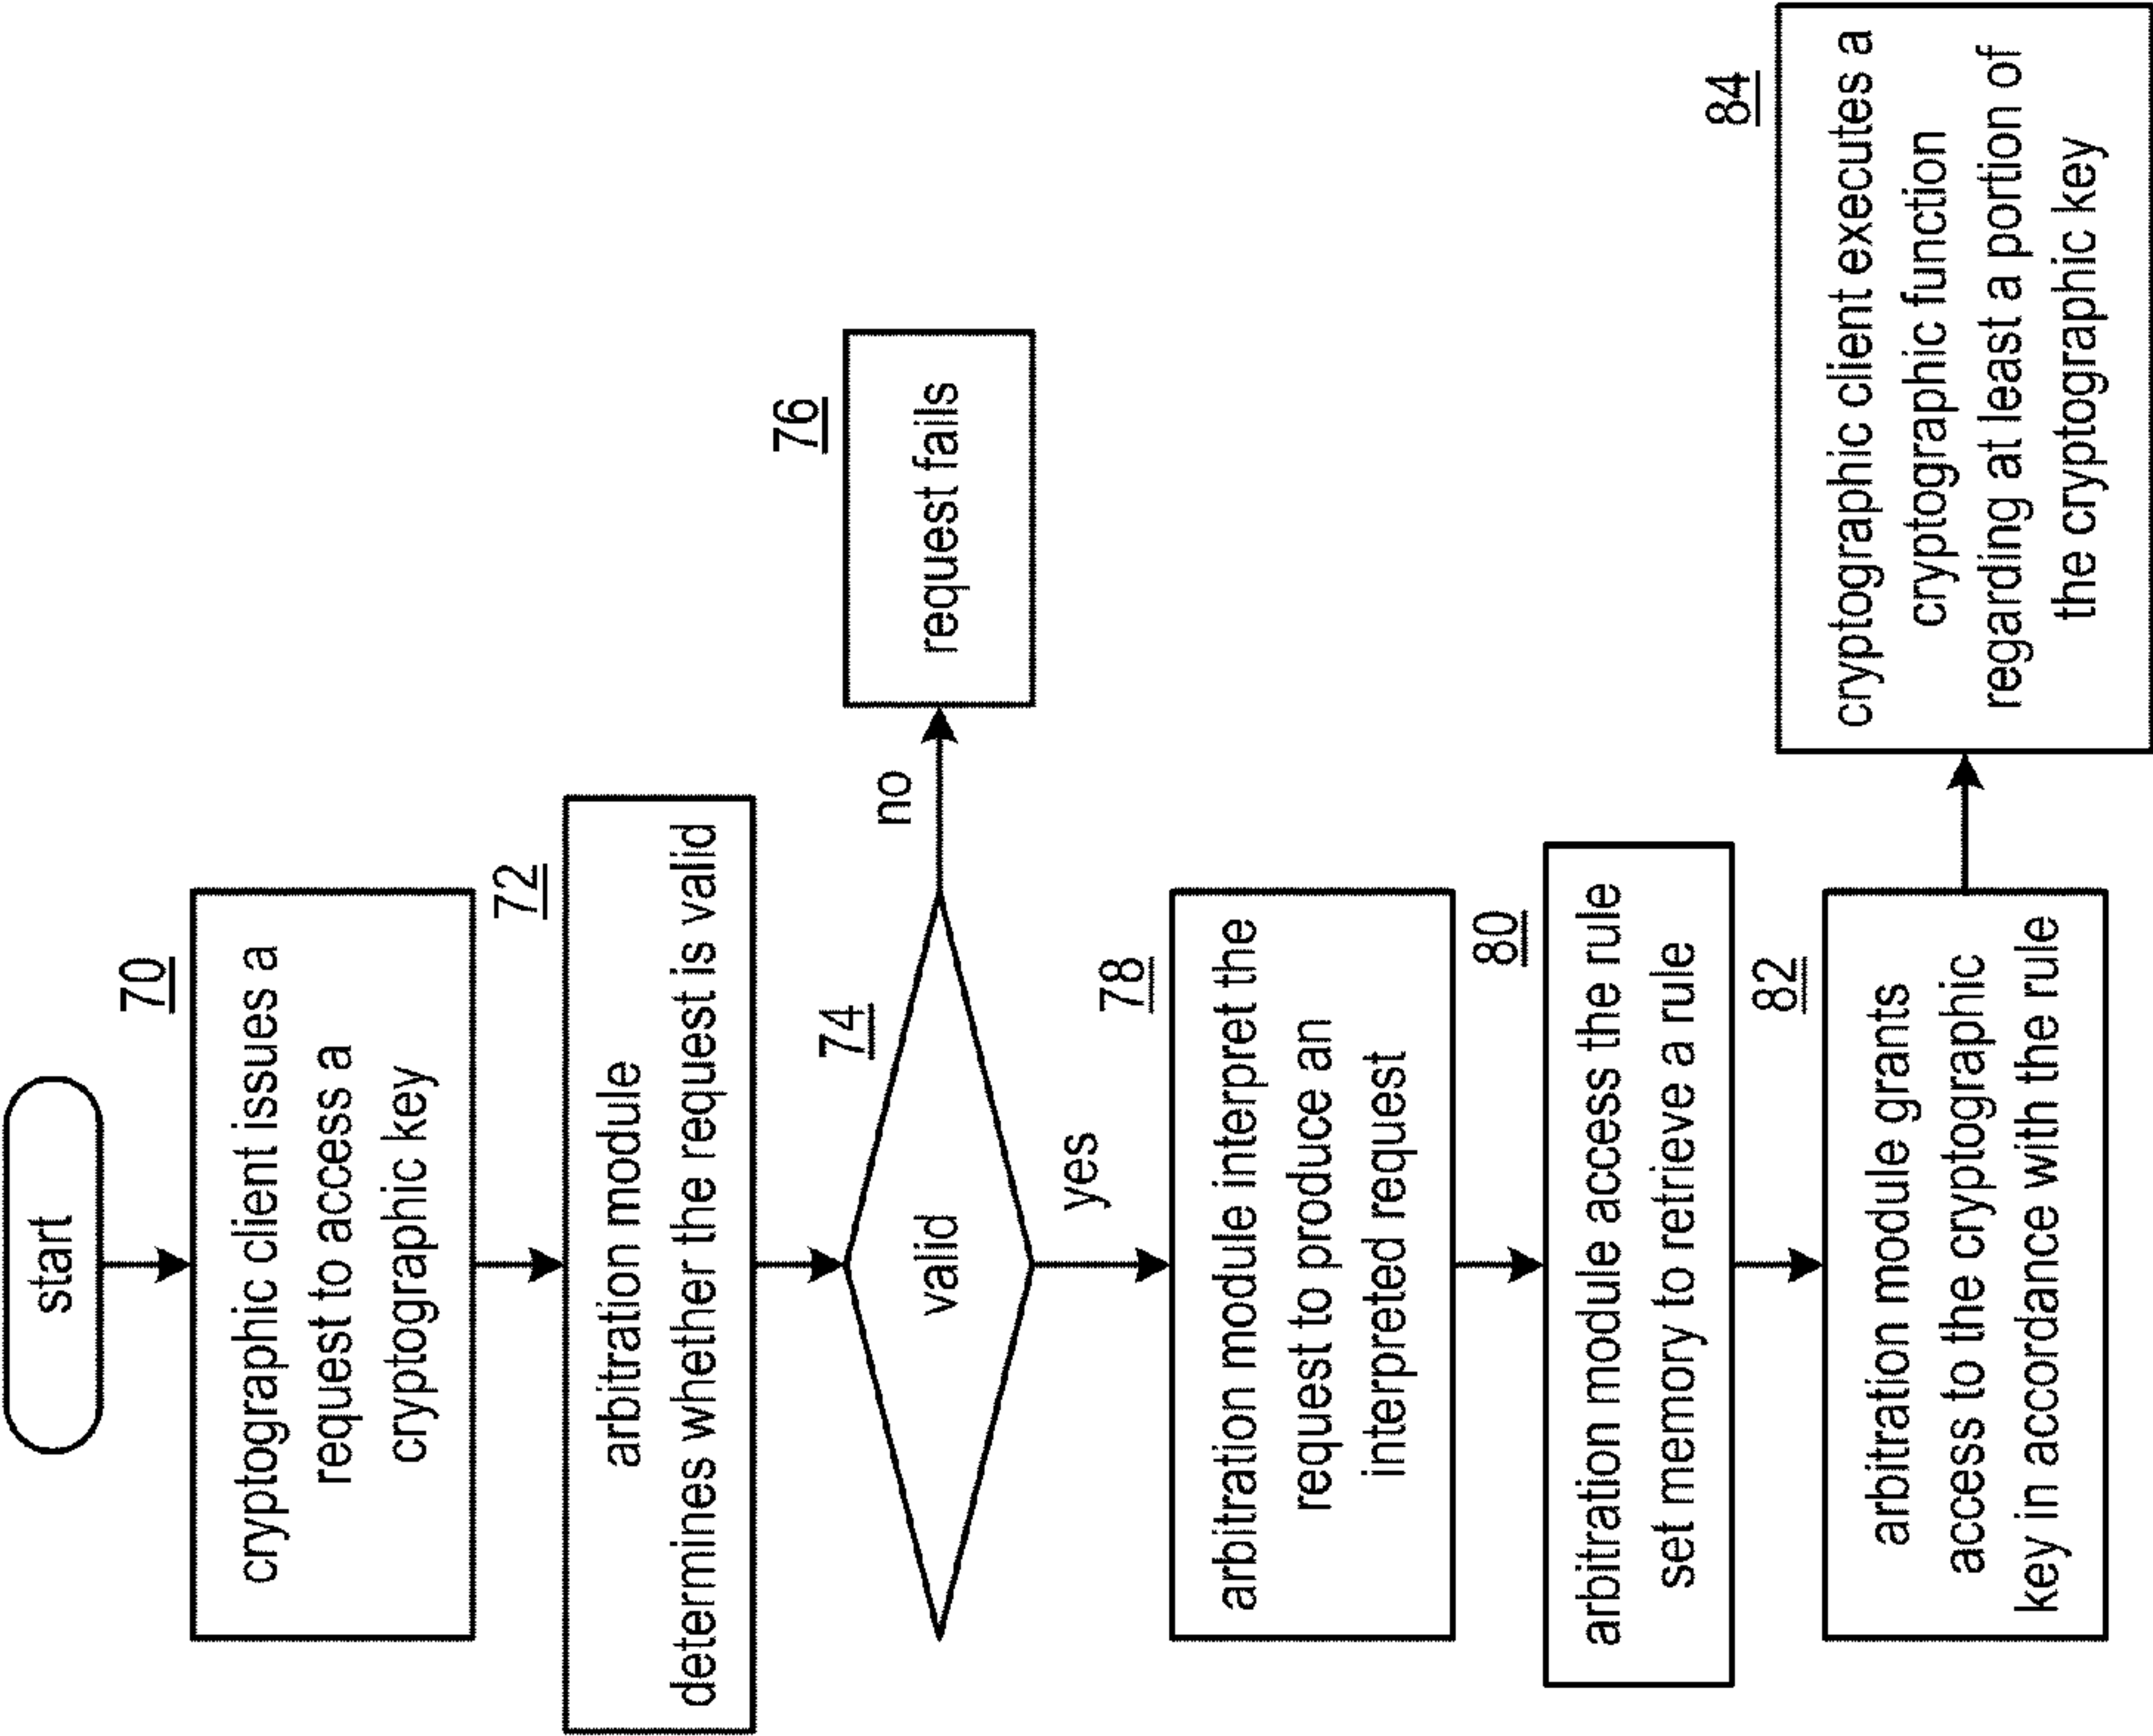 start
70
cryptographic client issues a
request to access a
cryptographic key
72
arbitration module
determines whether the request is valid
74
valid
no
76
request fails
yes
78
arbitration module interpret the
request to produce an
interpreted request
80
arbitration module access the rule
set memory to retrieve a rule
82
arbitration module grants
access to the cryptographic
key in accordance with the rule
84
cryptographic client executes a
cryptographic function
regarding at least a portion of
the cryptographic key